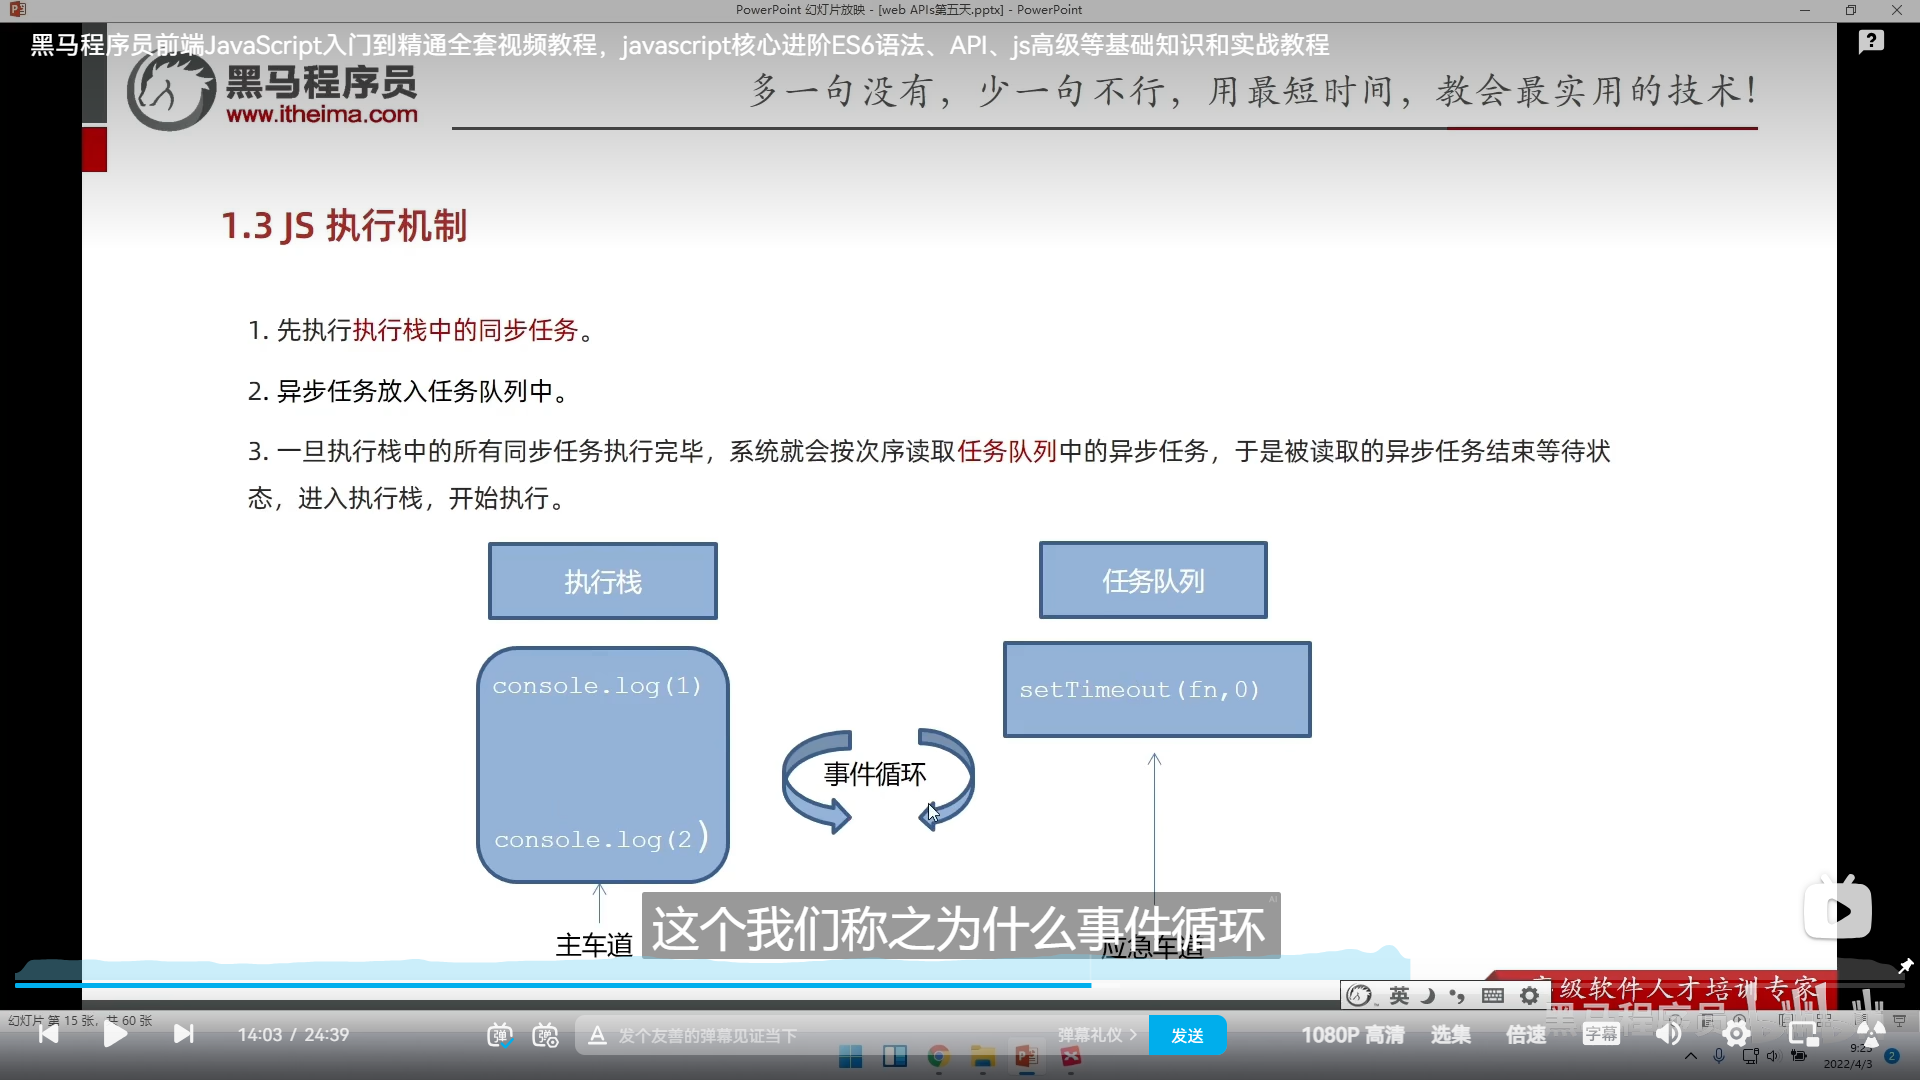 PowerPoint 幻灯片放映 - [web APIs第五天.pptx] - PowerPoint
黑马程序员前端JavaScript入门到精通全套视频教程，javascript核心进阶ES6语法、API、js高级等基础知识和实战教程
黑马程序员
www.itheima.com
多一句没有，少一句不行，用最短时间，教会最实用的技术！
1.3 JS 执行机制
1. 先执行执行栈中的同步任务。
2. 异步任务放入任务队列中。
3. 一旦执行栈中的所有同步任务执行完毕，系统就会按次序读取任务队列中的异步任务，于是被读取的异步任务结束等待状
态，进入执行栈，开始执行。
执行栈
任务队列
console.log(1)
setTimeout(fn,0)
事件循环
console.log(2)
这个我们称之为什么事件循环
主车道
应急车道
高级软件人才培训专家
英
黑马程序员
幻灯片 第 15 张，共 60 张
14:03 / 24:39
发个友善的弹幕见证当下
弹幕礼仪
发送
1080P 高清
选集
倍速
字幕
2022/4/3
2